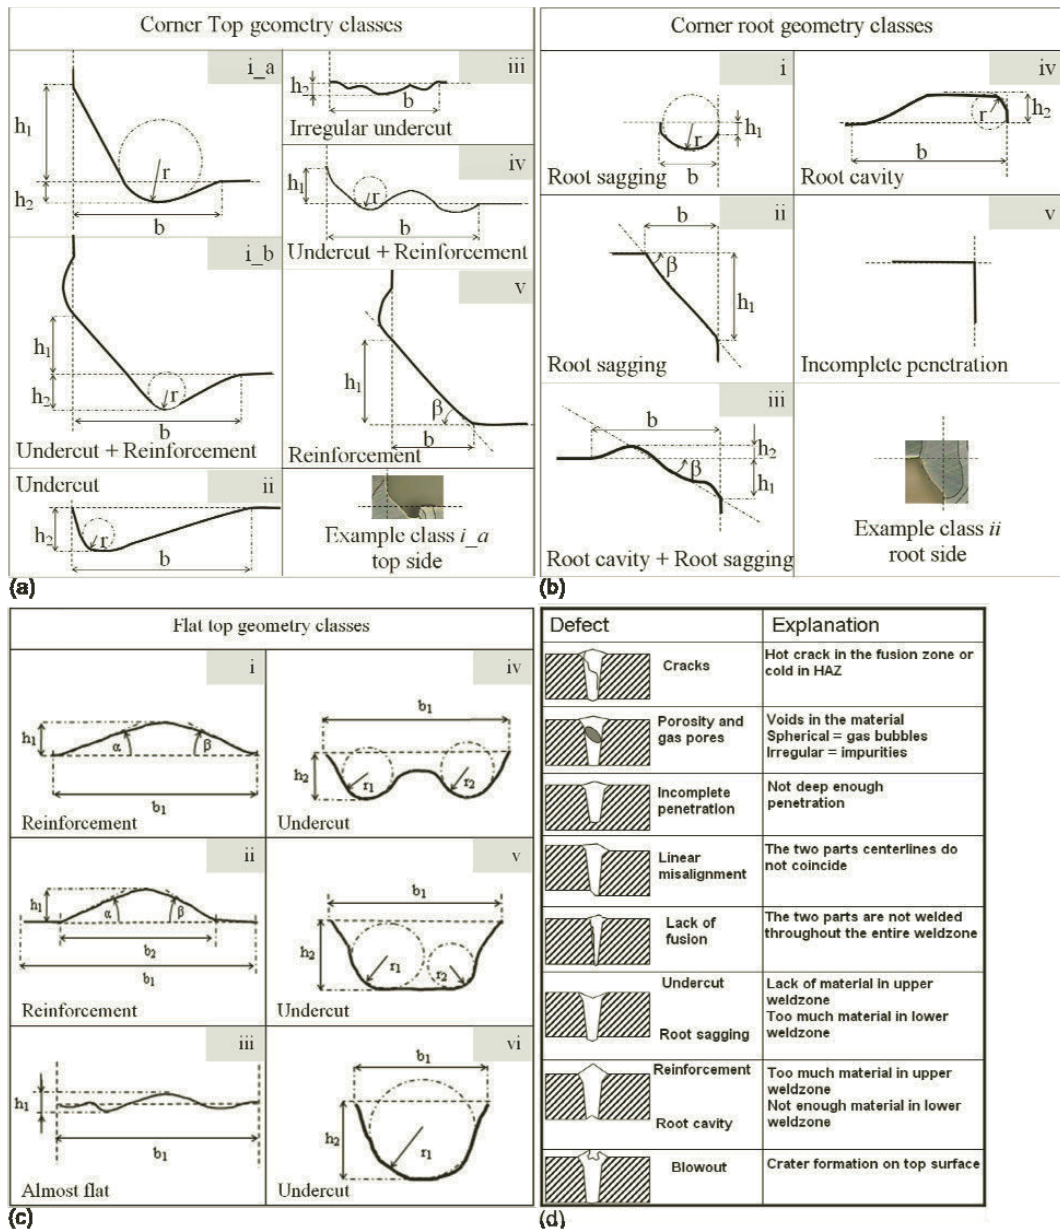 Corner Top geometry classes
i_a
h1
r
h2
b
iii
h2
b
Irregular undercut
iv
h1
r
b
Undercut + Reinforcement
i_b
h1
h2
r
b
Undercut + Reinforcement
v
h1
β
b
Reinforcement
Undercut
ii
h2
r
b
Example class i_a
top side
(a)
Corner root geometry classes
i
h1
r
b
Root sagging
iv
h2
r
b
Root cavity
ii
b
β
h1
Root sagging
v
Incomplete penetration
iii
b
h2
β
h1
Root cavity + Root sagging
Example class ii
root side
(b)
Flat top geometry classes
i
h1
α
β
b1
Reinforcement
iv
b1
h2
r1
r2
Undercut
ii
h1
α
β
b2
b1
Reinforcement
v
b1
h2
r1
r2
Undercut
iii
h1
b1
Almost flat
vi
b1
h2
r1
Undercut
(c)
Defect
Explanation
Cracks
Hot crack in the fusion zone or
cold in HAZ
Porosity and
gas pores
Voids in the material
Spherical = gas bubbles
Irregular = impurities
Incomplete
penetration
Not deep enough
penetration
Linear
misalignment
The two parts centerlines do
not coincide
Lack of
fusion
The two parts are not welded
throughout the entire weldzone
Undercut
Root sagging
Lack of material in upper
weldzone
Too much material in lower
weldzone
Reinforcement
Root cavity
Too much material in upper
weldzone
Not enough material in lower
weldzone
Blowout
Crater formation on top surface
(d)